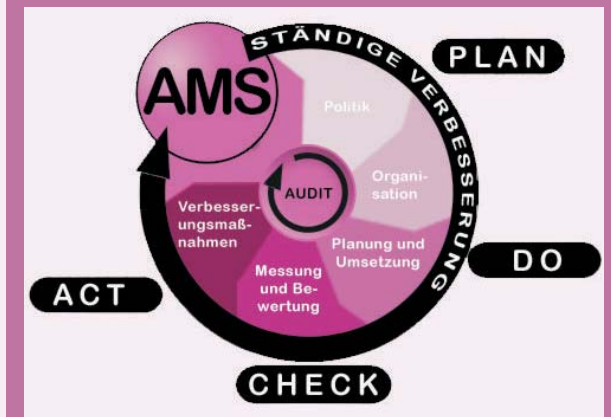 AMS
STÄNDIGE VERBESSERUNG
PLAN
Politik
Organi-
sation
AUDIT
Verbesser-
ungsmaß-
nahmen
Planung und
Umsetzung
Messung
und Be-
wertung
DO
ACT
CHECK